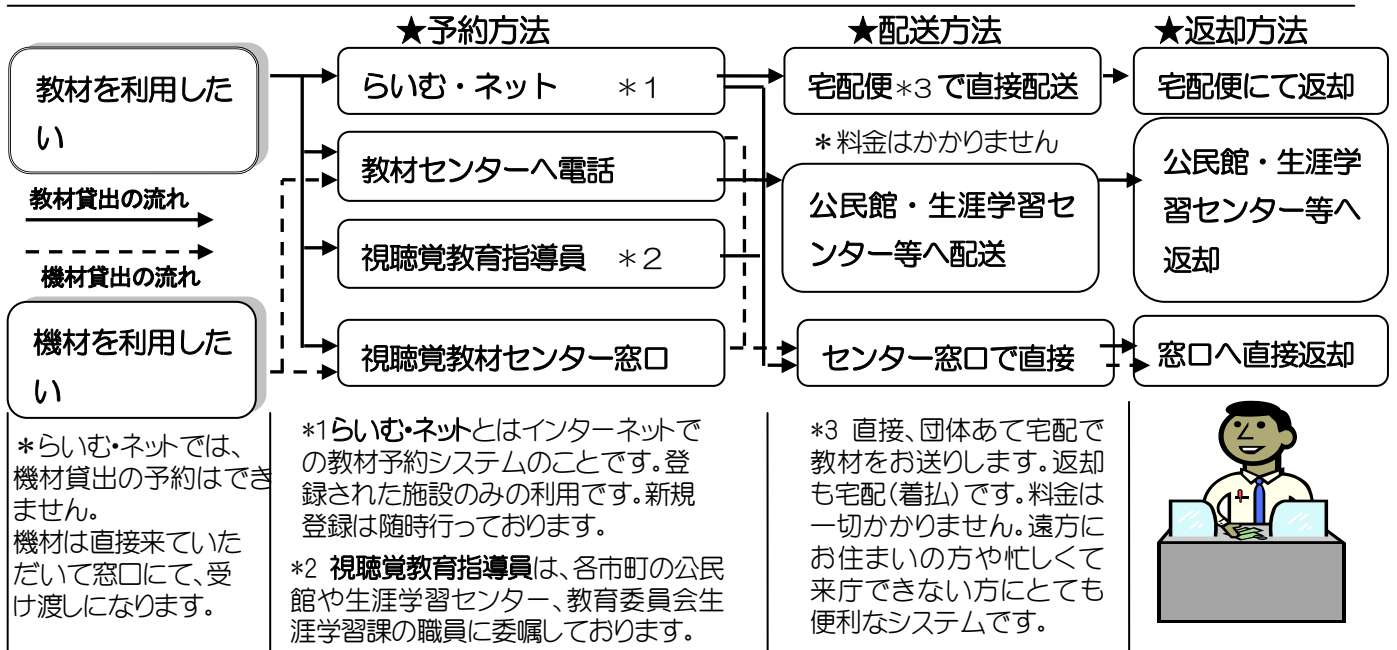 ★予約方法
★配送方法
★返却方法
教材を利用した
い
教材貸出の流れ
機材貸出の流れ
機材を利用した
い
らいむ・ネット ＊１
教材センターへ電話
視聴覚教育指導員 ＊２
視聴覚教材センター窓口
宅配便＊３で直接配送
＊料金はかかりません
公民館・生涯学習セ
ンター等へ配送
センター窓口で直接
宅配便にて返却
公民館・生涯学
習センター等へ
返却
窓口へ直接返却
＊らいむ・ネットでは、
機材貸出の予約はでき
ません。
機材は直接来ていた
だいて窓口にて、受
け渡しになります。
*1らいむ・ネットとはインターネットで
の教材予約システムのことです。登
録された施設のみの利用です。新規
登録は随時行っております。
*2 視聴覚教育指導員は、各市町の公民
館や生涯学習センター、教育委員会生
涯学習課の職員に委嘱しております。
*3 直接、団体あて宅配で
教材をお送りします。返却
も宅配（着払）です。料金は
一切かかりません。遠方に
お住まいの方や忙しくて
来庁できない方にとても
便利なシステムです。